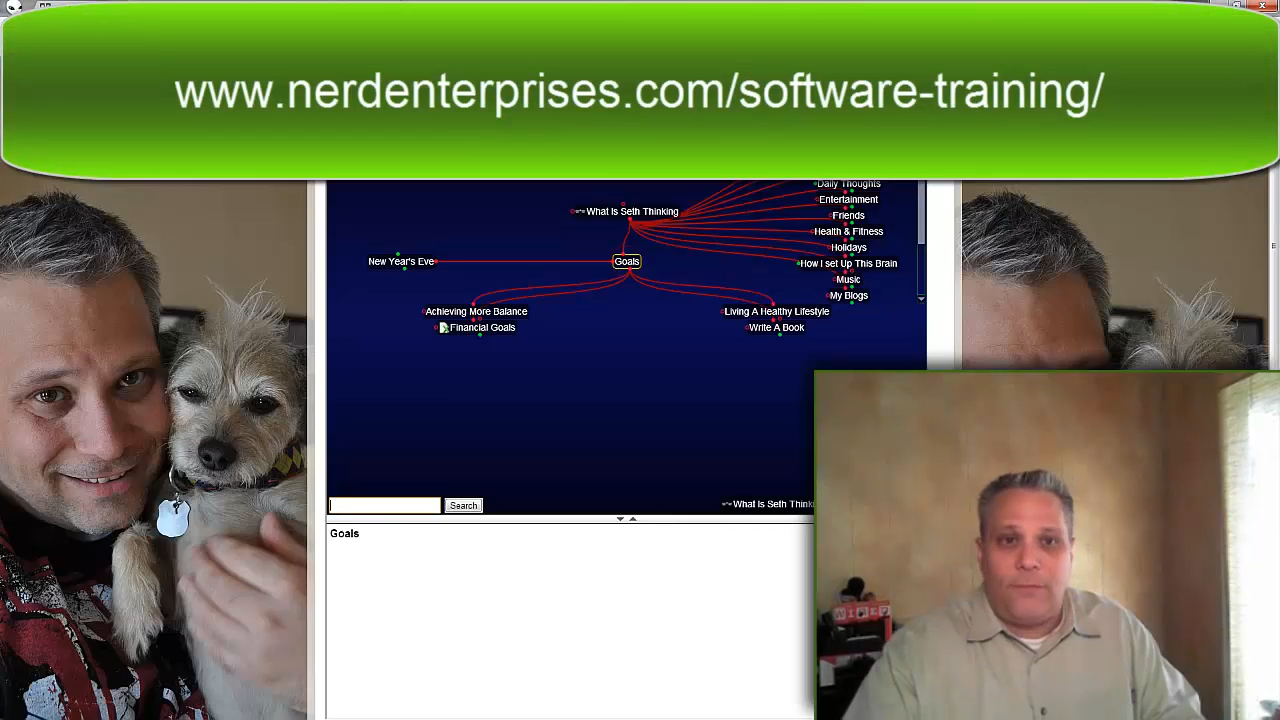 www.nerdenterprises.com/software-training/
Daily Thoughts
What Is Seth Thinking
Entertainment
Friends
Health & Fitness
Holidays
New Year's Eve
Goals
How I set Up This Brain
Music
My Blogs
Achieving More Balance
Living A Healthy Lifestyle
Financial Goals
Write A Book
Search
What Is Seth Thinki
Goals